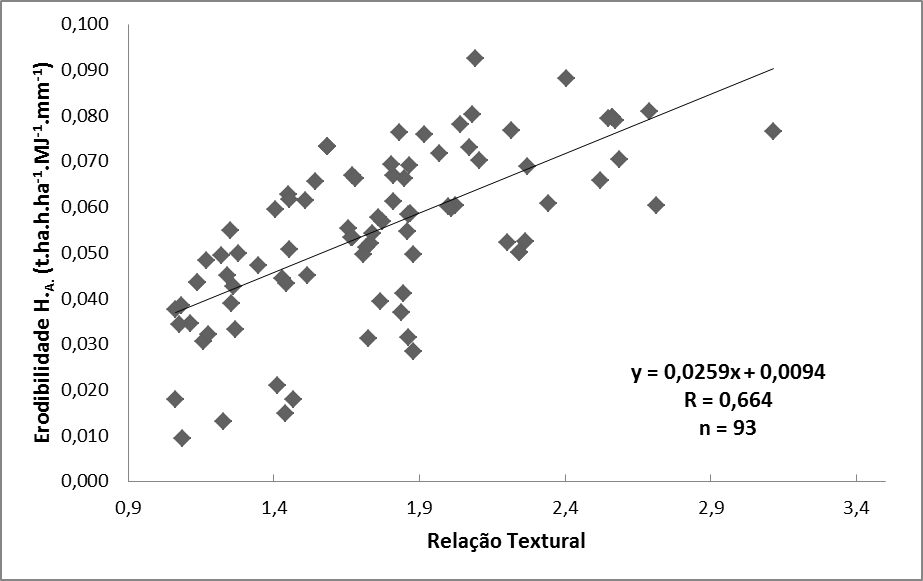 0,100
0,090
0,080
0,070
0,060
0,050
0,040
0,030
0,020
0,010
0,000
Erodibilidade H.A. (t.ha.h.ha-1.MJ-1.mm-1)
y = 0,0259x + 0,0094
R = 0,664
n = 93
0,9 1,4 1,9 2,4 2,9 3,4
Relação Textural